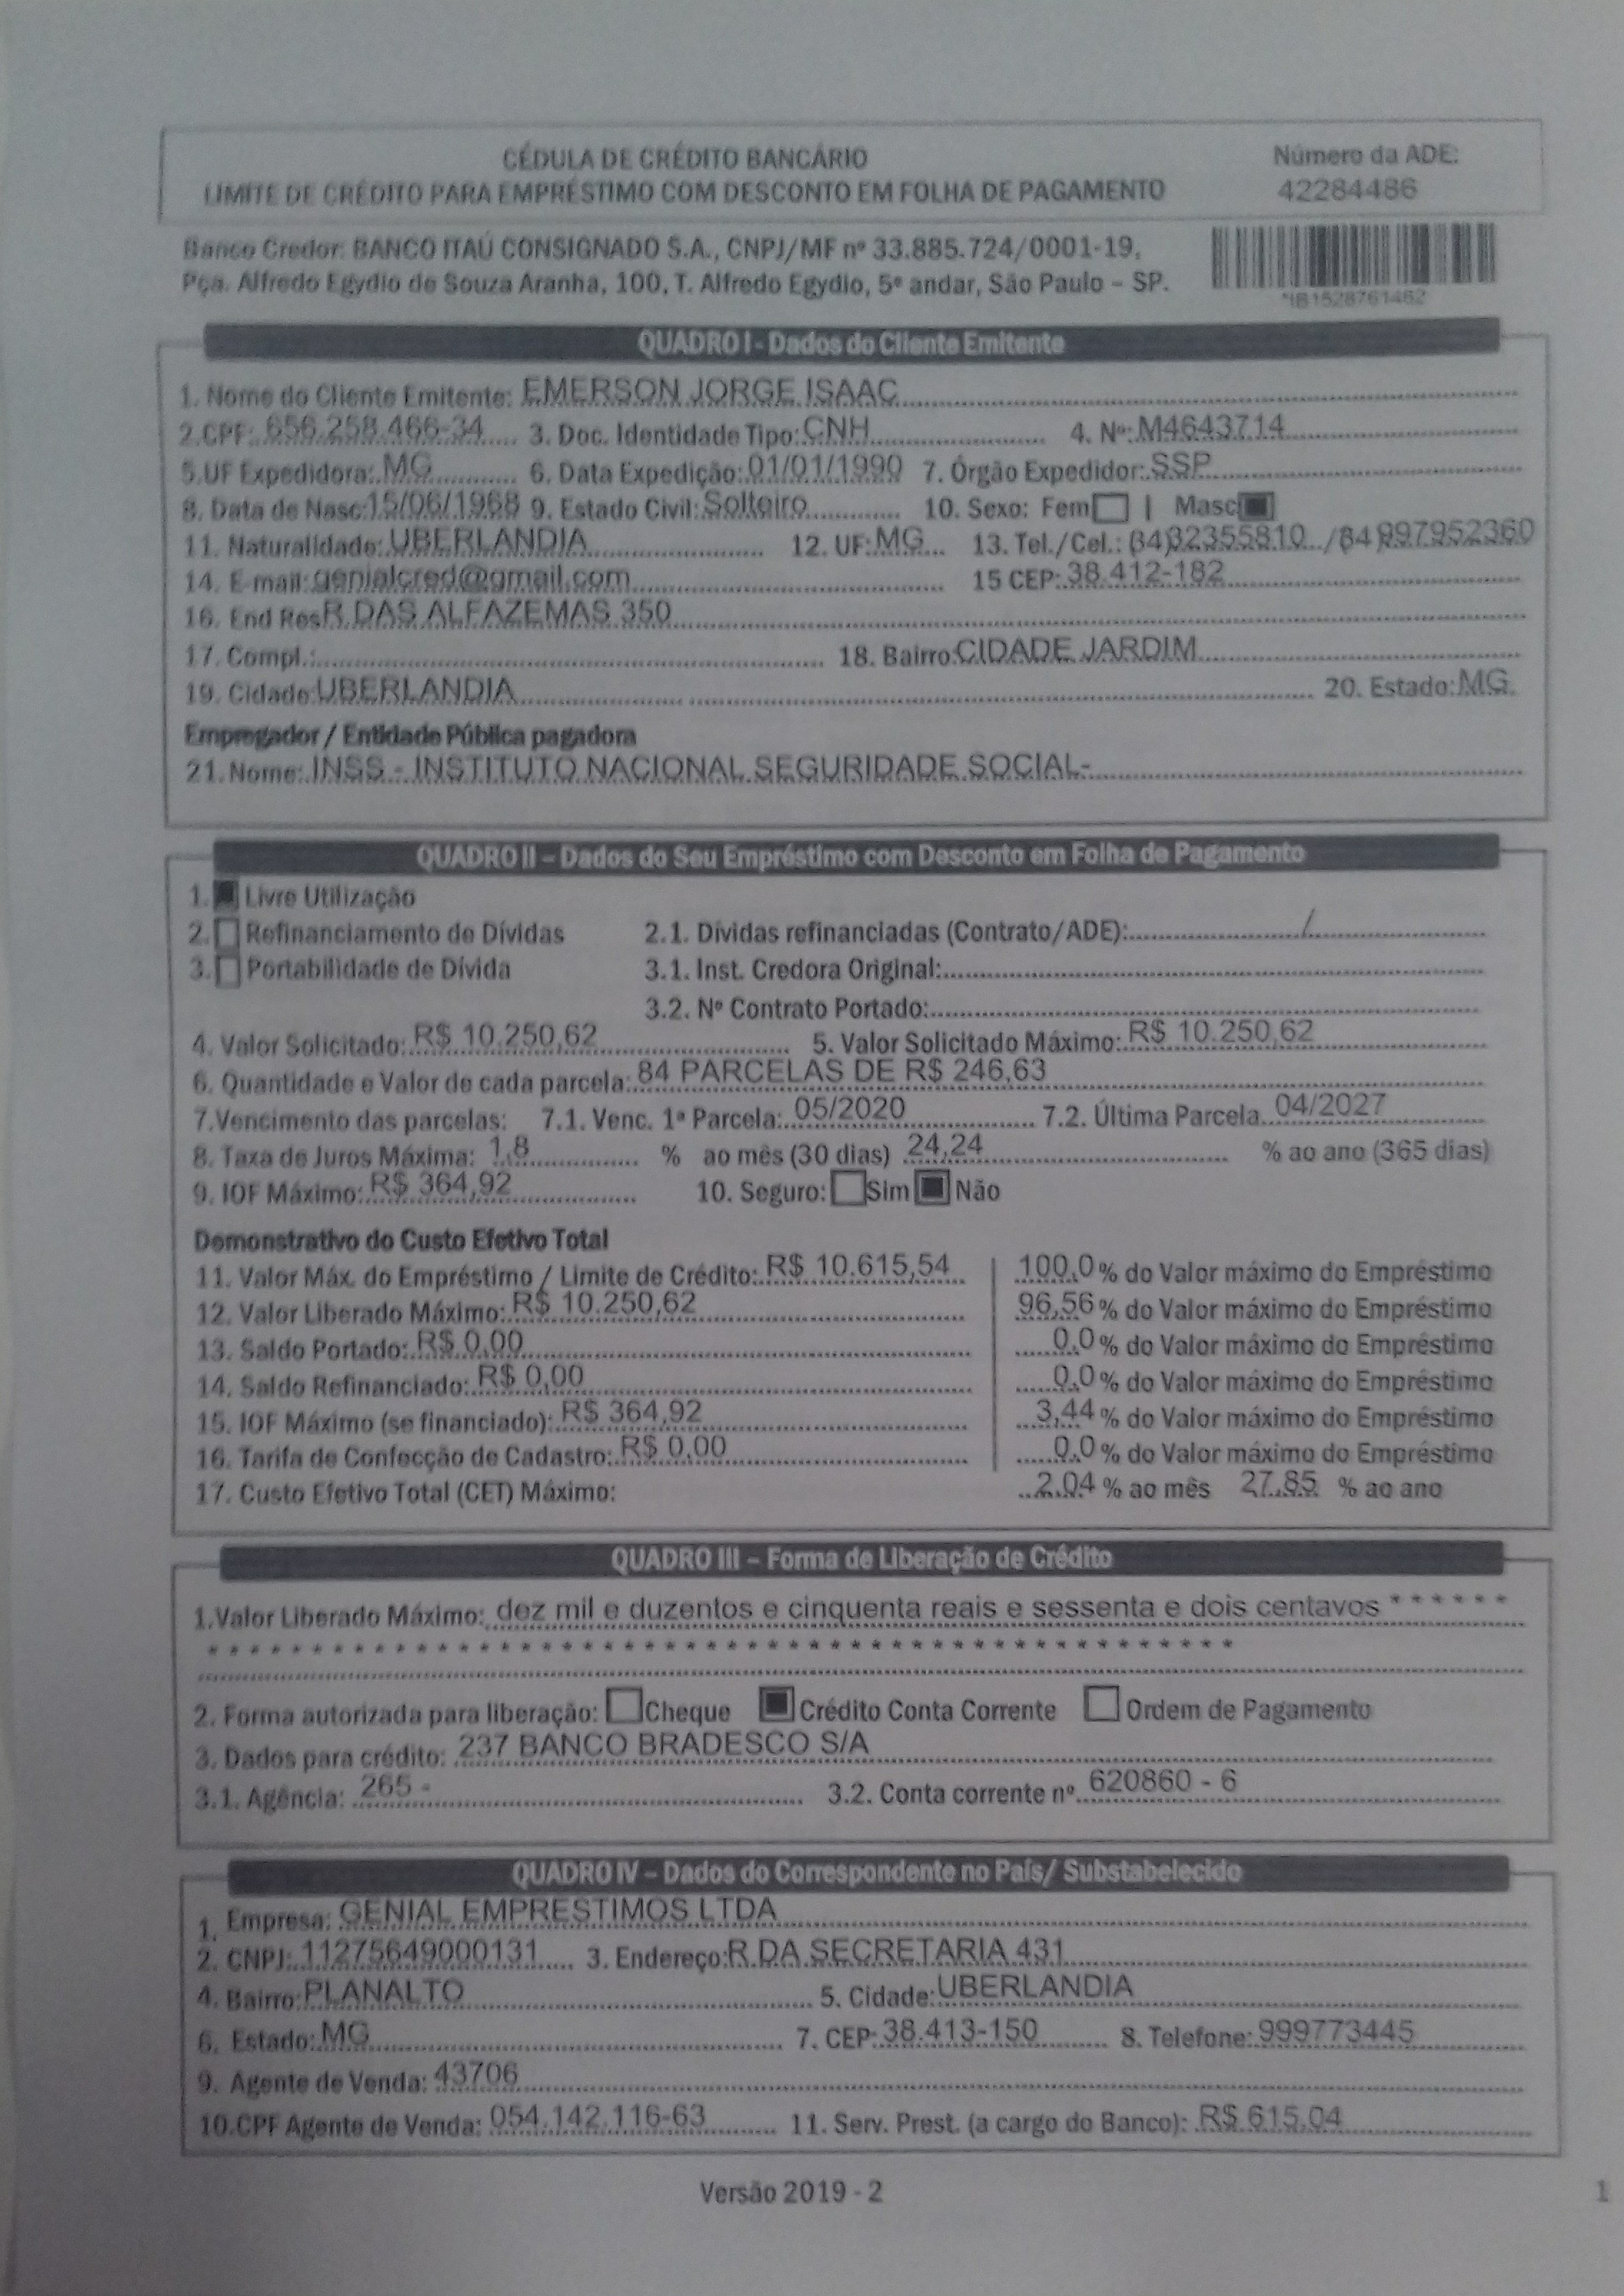 CÉDULA DE CRÉDITO BANCÁRIO
LIMITE DE CRÉDITO PARA EMPRÉSTIMO COM DESCONTO EM FOLHA DE PAGAMENTO
Número da ADE:
42284486
Banco Credor: BANCO ITAÚ CONSIGNADO S.A., CNPJ/MF nº 33.885.724/0001-19,
Pça. Alfredo Egydio de Souza Aranha, 100, T. Alfredo Egydio, 5º andar, São Paulo – SP.
*IB1528761462
QUADRO I - Dados do Cliente Emitente
1. Nome do Cliente Emitente: EMERSON JORGE ISAAC
2.CPF: 656.258.466-34 3. Doc. Identidade Tipo: CNH 4. Nº: M4643714
5.UF Expedidora: MG 6. Data Expedição: 01/01/1990 7. Órgão Expedidor: SSP
8. Data de Nasc: 15/06/1968 9. Estado Civil: Solteiro 10. Sexo: Fem | Masc
11. Naturalidade: UBERLANDIA 12. UF: MG 13. Tel./Cel.: (34)32355810 /(34)997952360
14. E-mail: genialcred@gmail.com 15 CEP: 38.412-182
16. End Res R DAS ALFAZEMAS 350
17. Compl.: 18. Bairro: CIDADE JARDIM
19. Cidade: UBERLANDIA 20. Estado: MG
Empregador / Entidade Pública pagadora
21. Nome: INSS - INSTITUTO NACIONAL SEGURIDADE SOCIAL-
QUADRO II – Dados do Seu Empréstimo com Desconto em Folha de Pagamento
1. Livre Utilização
2. Refinanciamento de Dívidas 2.1. Dívidas refinanciadas (Contrato/ADE): /
3. Portabilidade de Dívida 3.1. Inst. Credora Original:
3.2. Nº Contrato Portado:
4. Valor Solicitado: R$ 10.250,62 5. Valor Solicitado Máximo: R$ 10.250,62
6. Quantidade e Valor de cada parcela: 84 PARCELAS DE R$ 246,63
7.Vencimento das parcelas: 7.1. Venc. 1ª Parcela: 05/2020 7.2. Última Parcela 04/2027
8. Taxa de Juros Máxima: 1,8 % ao mês (30 dias) 24,24 % ao ano (365 dias)
9. IOF Máximo: R$ 364,92 10. Seguro: Sim Não
Demonstrativo do Custo Efetivo Total
11. Valor Máx. do Empréstimo / Limite de Crédito: R$ 10.615,54 100,0 % do Valor máximo do Empréstimo
12. Valor Liberado Máximo: R$ 10.250,62 96,56 % do Valor máximo do Empréstimo
13. Saldo Portado: R$ 0,00 0,0 % do Valor máximo do Empréstimo
14. Saldo Refinanciado: R$ 0,00 0,0 % do Valor máximo do Empréstimo
15. IOF Máximo (se financiado): R$ 364,92 3,44 % do Valor máximo do Empréstimo
16. Tarifa de Confecção de Cadastro: R$ 0,00 0,0 % do Valor máximo do Empréstimo
17. Custo Efetivo Total (CET) Máximo: 2,04 % ao mês 27,85 % ao ano
QUADRO III – Forma de Liberação de Crédito
1.Valor Liberado Máximo: dez mil e duzentos e cinquenta reais e sessenta e dois centavos * * * * * *
* * * * * * * * * * * * * * * * * * * * * * * * * * * * * * * * * * * * * * * * * * * * * * * * *
2. Forma autorizada para liberação: Cheque Crédito Conta Corrente Ordem de Pagamento
3. Dados para crédito: 237 BANCO BRADESCO S/A
3.1. Agência: 265 - 3.2. Conta corrente nº 620860 - 6
QUADRO IV – Dados do Correspondente no País/ Substabelecido
1. Empresa: GENIAL EMPRESTIMOS LTDA
2. CNPJ: 11275649000131 3. Endereço: R DA SECRETARIA 431
4. Bairro: PLANALTO 5. Cidade: UBERLANDIA
6. Estado: MG 7. CEP: 38.413-150 8. Telefone: 999773445
9. Agente de Venda: 43706
10.CPF Agente de Venda: 054.142.116-63 11. Serv. Prest. (a cargo do Banco): R$ 615,04
Versão 2019 - 2
1